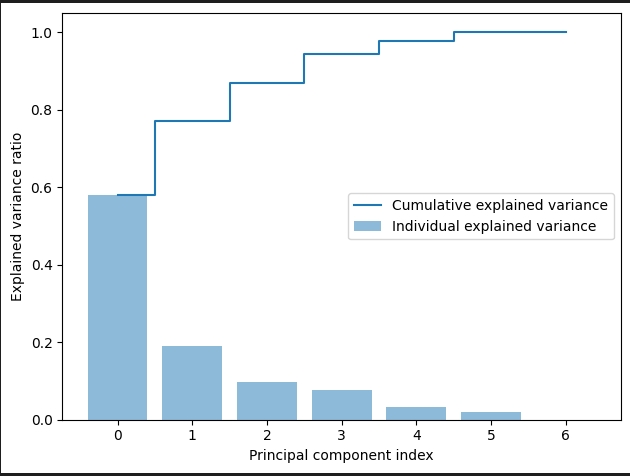 1.0
0.8
0.6
0.4
0.2
0.0
Explained variance ratio
Cumulative explained variance
Individual explained variance
0 1 2 3 4 5 6
Principal component index